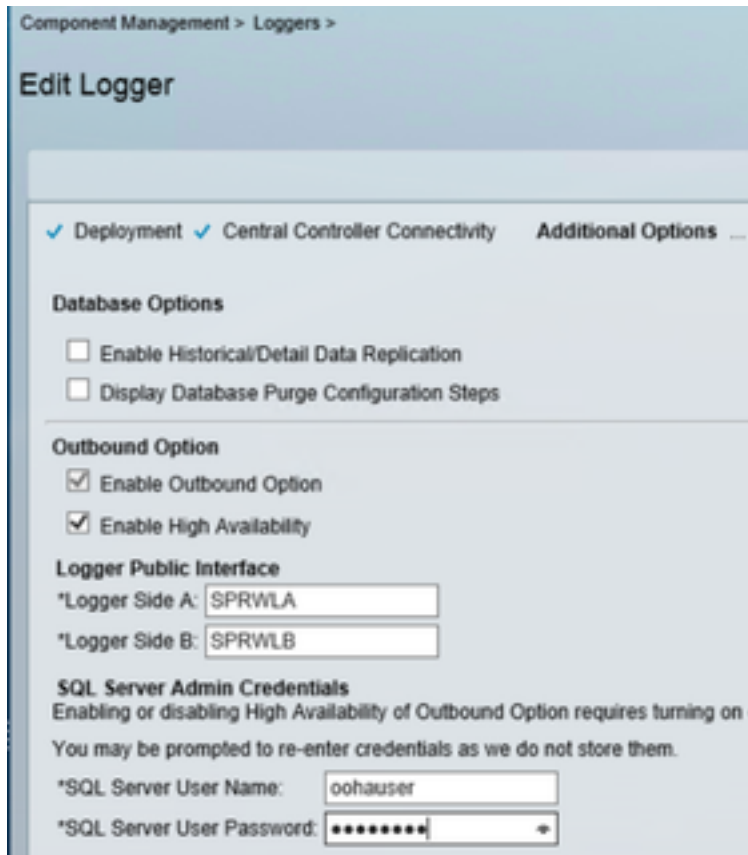 Component Management > Loggers >
Edit Logger
Deployment Central Controller Connectivity Additional Options ...
Database Options
Enable Historical/Detail Data Replication
Display Database Purge Configuration Steps
Outbound Option
Enable Outbound Option
Enable High Availability
Logger Public Interface
*Logger Side A: SPRWLA
*Logger Side B: SPRWLB
SQL Server Admin Credentials
Enabling or disabling High Availability of Outbound Option requires turning on
You may be prompted to re-enter credentials as we do not store them.
*SQL Server User Name: oohauser
*SQL Server User Password: ●●●●●●●●